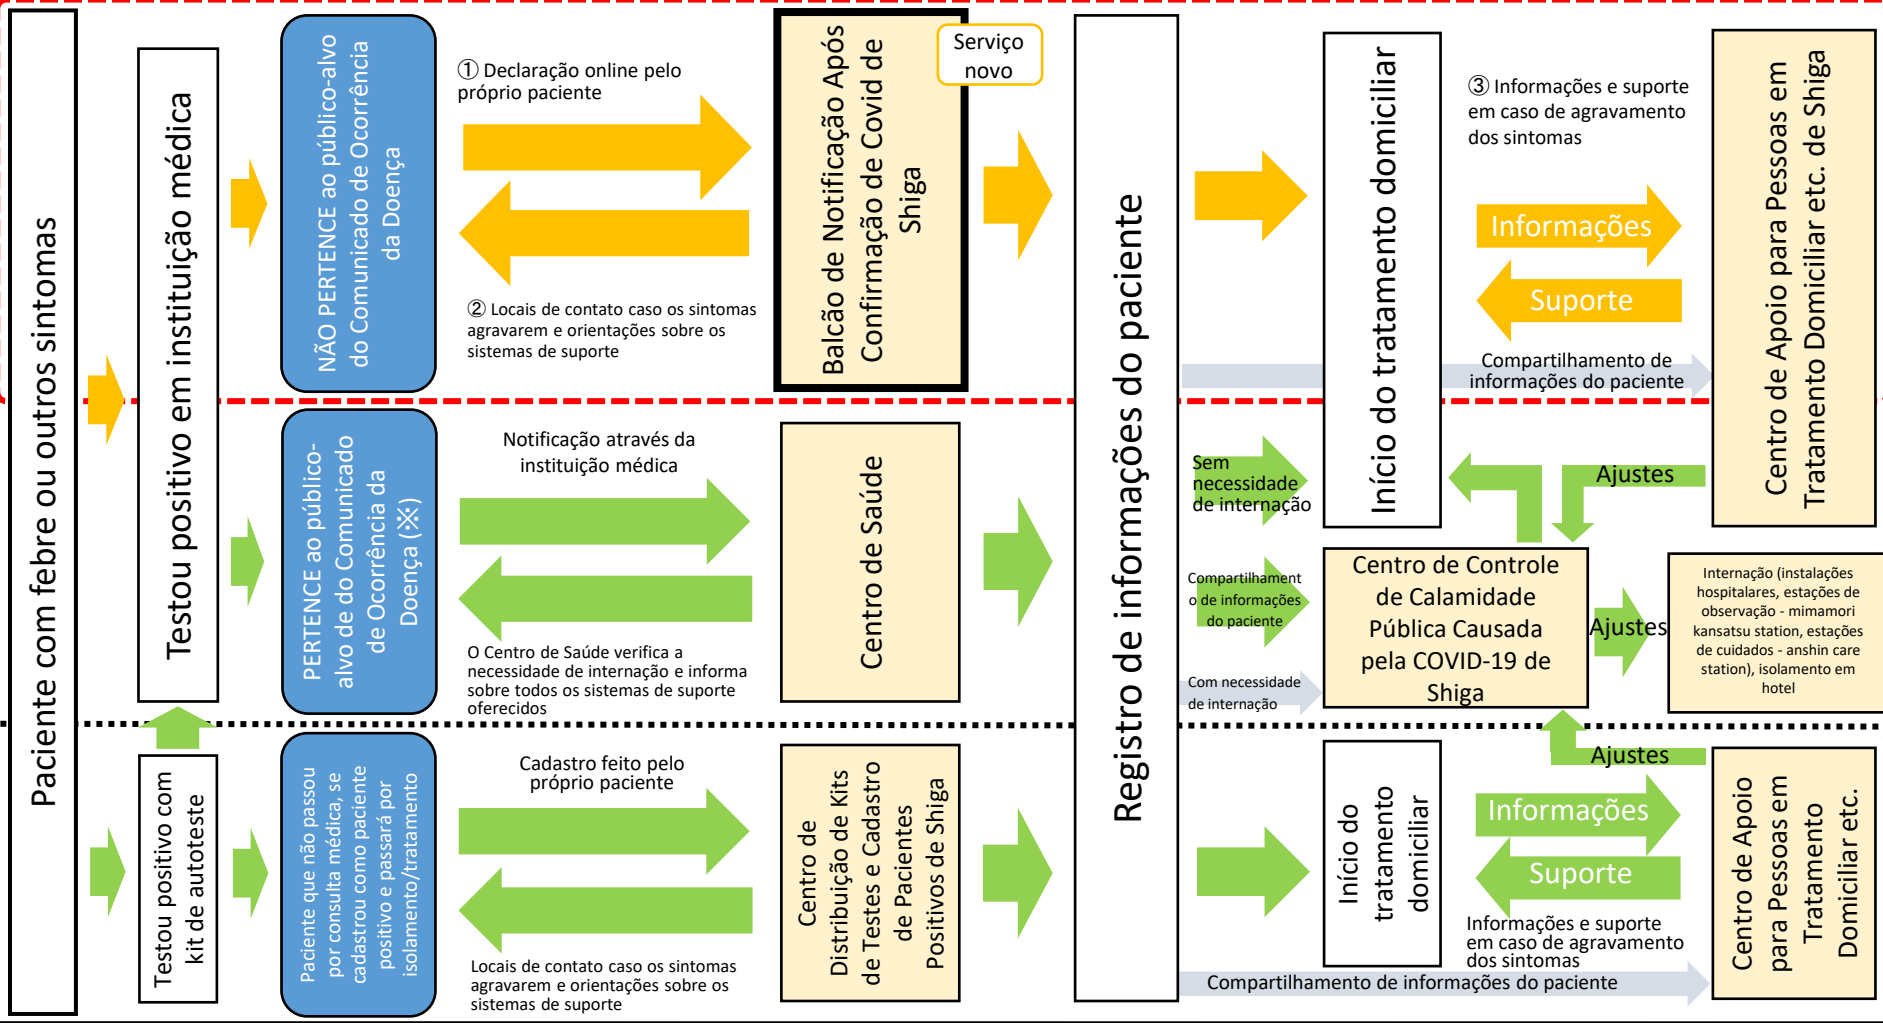 Paciente com febre ou outros sintomas
Testou positivo em instituição médica
NÃO PERTENCE ao público-alvo
do Comunicado de Ocorrência
da Doença
① Declaração online pelo
próprio paciente
② Locais de contato caso os sintomas
agravarem e orientações sobre os
sistemas de suporte
Balcão de Notificação Após
Confirmação de Covid de
Shiga
Serviço
novo
Registro de informações do paciente
Início do tratamento domiciliar
③ Informações e suporte
em caso de agravamento
dos sintomas
Informações
Suporte
Compartilhamento de
informações do paciente
Centro de Apoio para Pessoas em
Tratamento Domiciliar etc. de Shiga
PERTENCE ao público-
alvo de do Comunicado
de Ocorrência da
Doença (※)
Notificação através da
instituição médica
O Centro de Saúde verifica a
necessidade de internação e informa
sobre todos os sistemas de suporte
oferecidos
Centro de Saúde
Sem
necessidade
de internação
Ajustes
Compartilhament
o de informações
do paciente
Com necessidade
de internação
Centro de Controle
de Calamidade
Pública Causada
pela COVID-19 de
Shiga
Ajustes
Internação (instalações
hospitalares, estações de
observação - mimamori
kansatsu station, estações
de cuidados - anshin care
station), isolamento em
hotel
Testou positivo com
kit de autoteste
Paciente que não passou
por consulta médica, se
cadastrou como paciente
positivo e passará por
isolamento/tratamento
Cadastro feito pelo
próprio paciente
Locais de contato caso os sintomas
agravarem e orientações sobre os
sistemas de suporte
Centro de
Distribuição de Kits
de Testes e Cadastro
de Pacientes
Positivos de Shiga
Início do
tratamento
domiciliar
Ajustes
Informações
Suporte
Informações e suporte
em caso de agravamento
dos sintomas
Compartilhamento de informações do paciente
Centro de Apoio
para Pessoas em
Tratamento
Domiciliar etc.